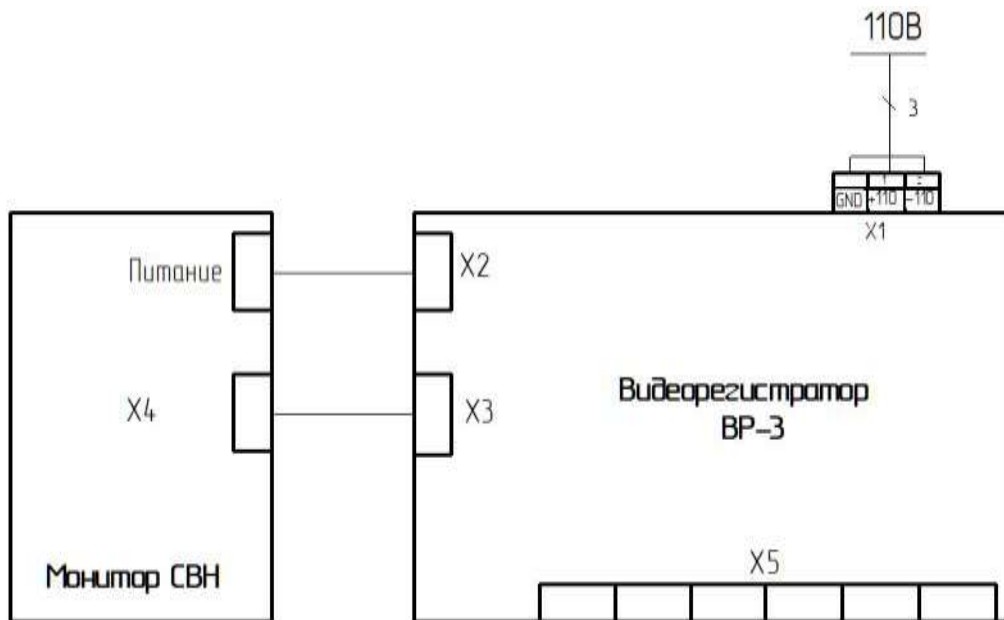 110В
3
GND +110 -110
X1
Питание
X2
X4
X3
Видеорегистратор
ВР-3
Монитор СВН
X5